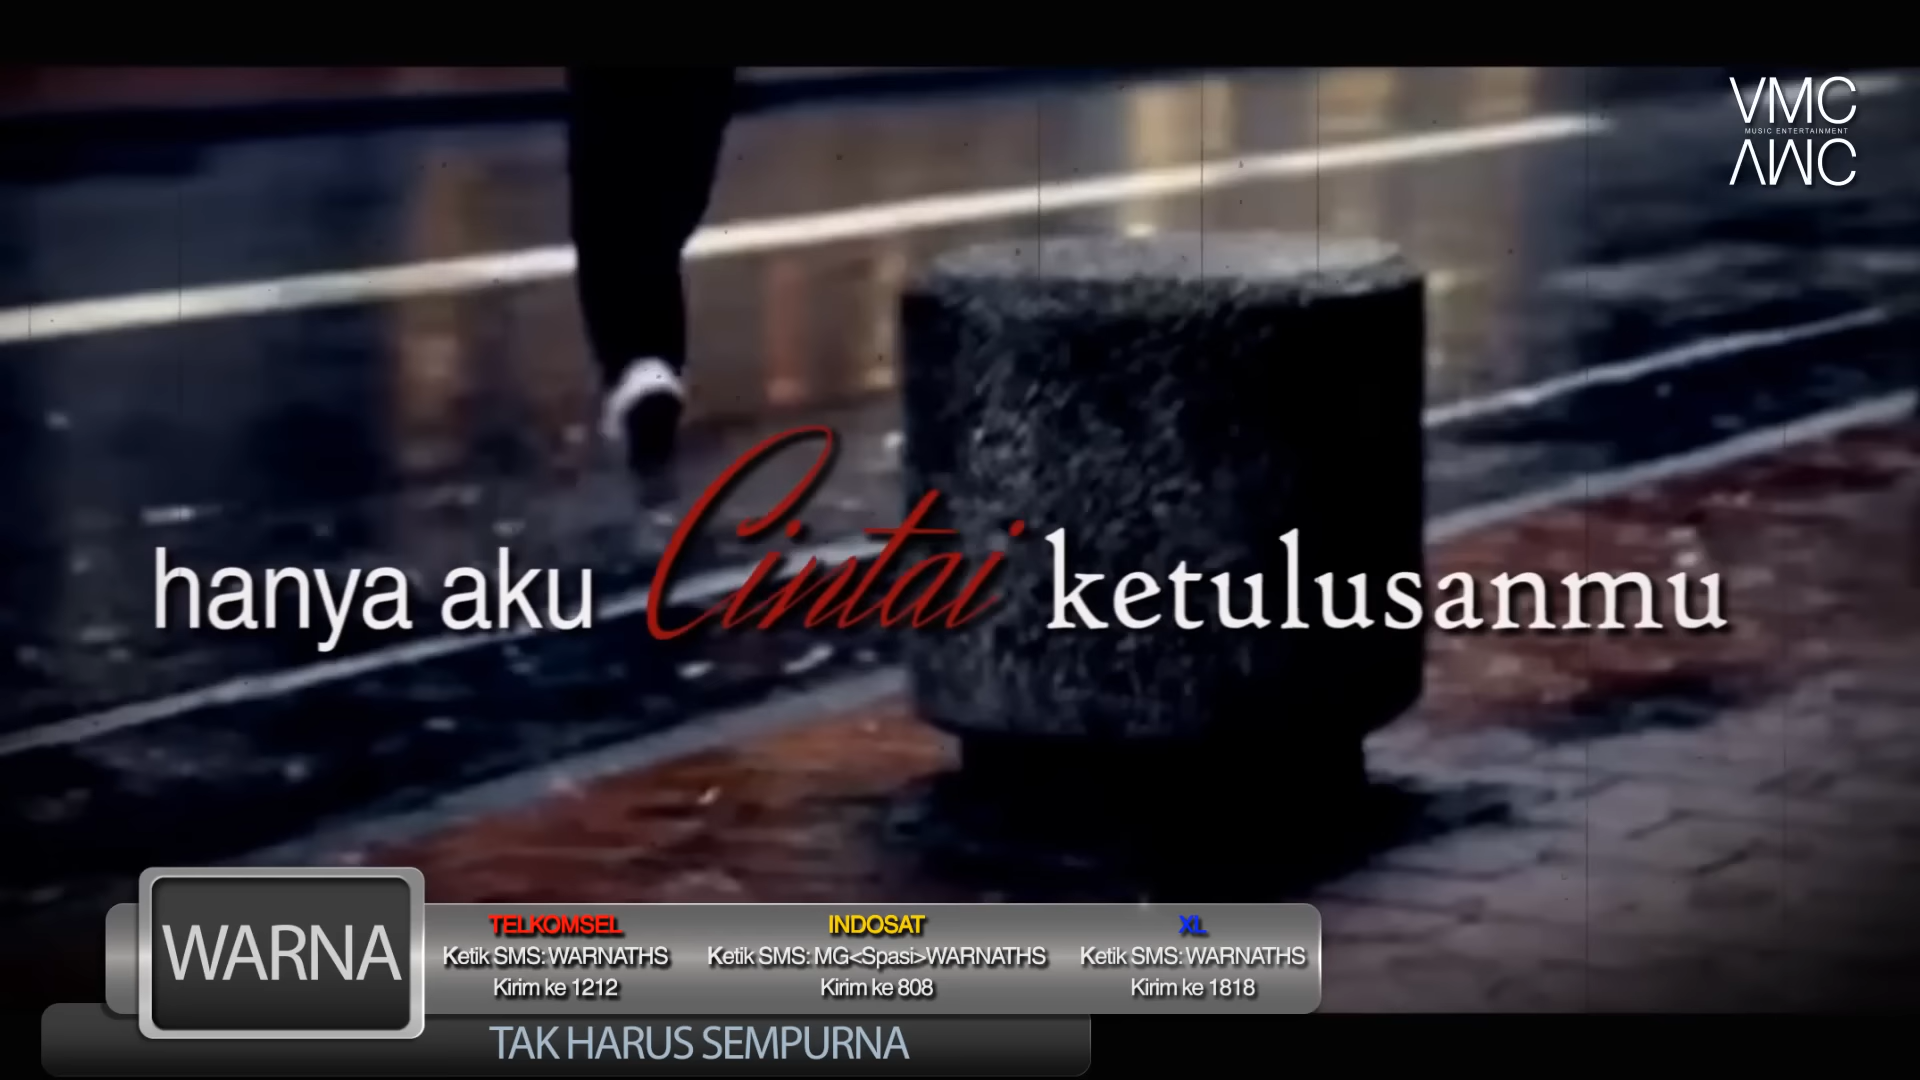 VMC
MUSIC ENTERTAINMENT
hanya aku Cintai ketulusanmu
WARNA
TELKOMSEL
Ketik SMS: WARNATHS
Kirim ke 1212
INDOSAT
Ketik SMS: MG<Spasi>WARNATHS
Kirim ke 808
XL
Ketik SMS: WARNATHS
Kirim ke 1818
TAK HARUS SEMPURNA